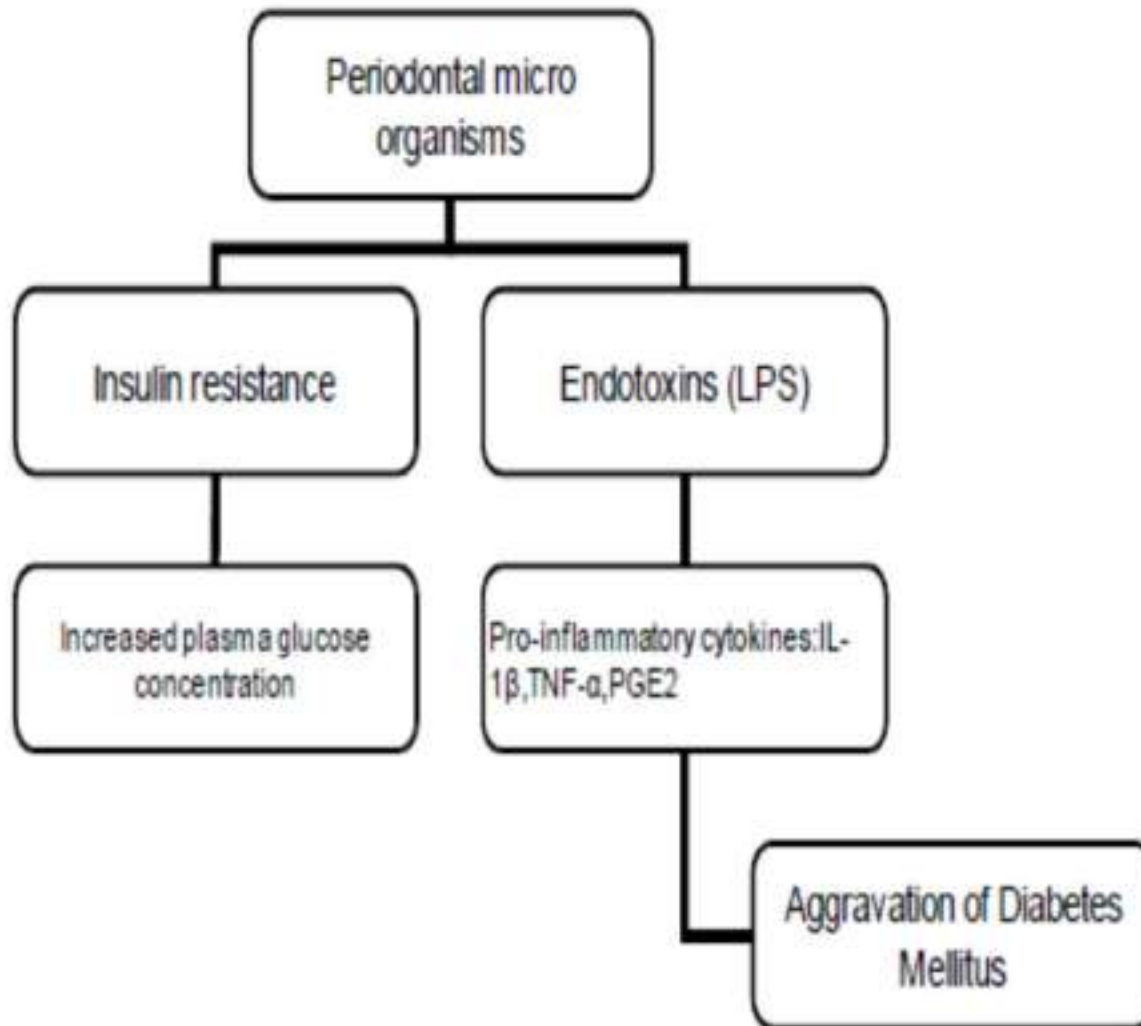 Periodontal micro
organisms
Insulin resistance
Endotoxins (LPS)
Increased plasma glucose
concentration
Pro-inflammatory cytokines:IL-
1β,TNF-α,PGE2
Aggravation of Diabetes
Mellitus